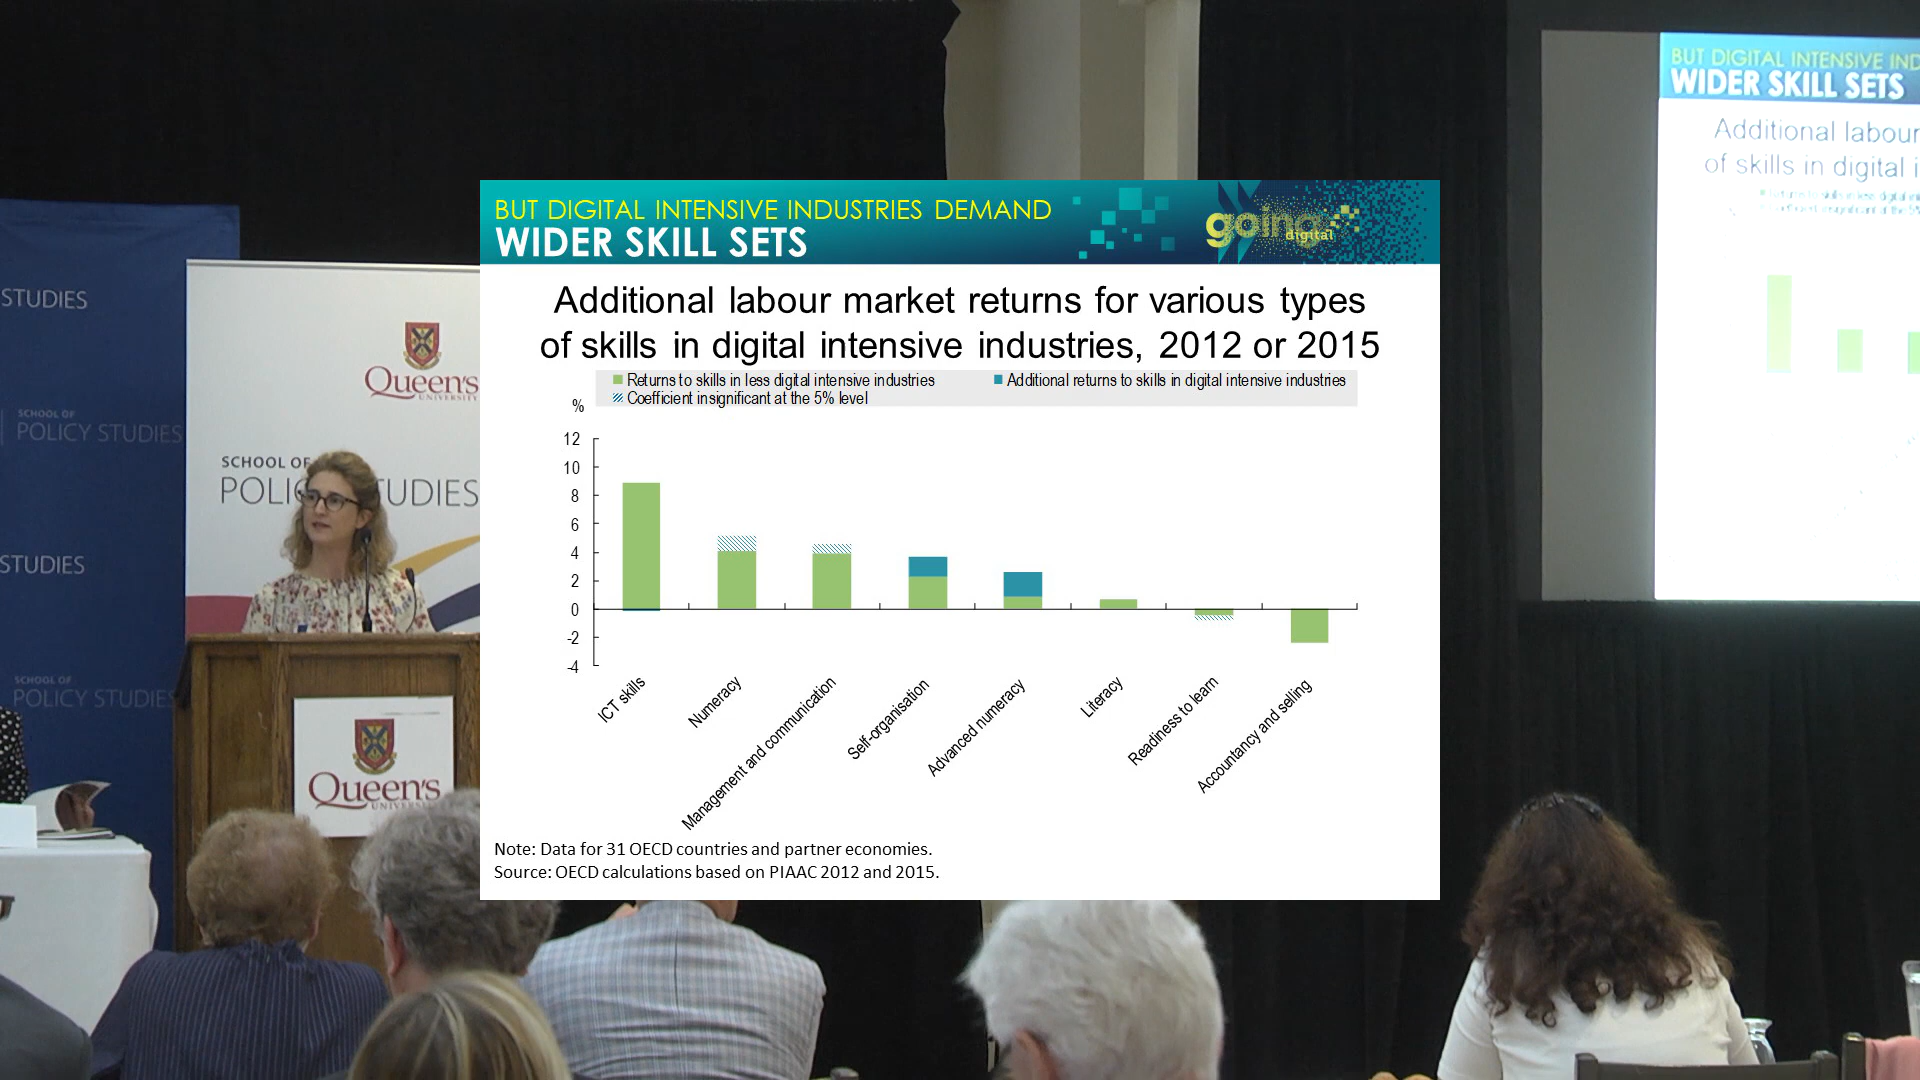 BUT DIGITAL INTENSIVE INDUSTRIES DEMAND
WIDER SKILL SETS
going
digital
Additional labour market returns for various types
of skills in digital intensive industries, 2012 or 2015
Returns to skills in less digital intensive industries
Additional returns to skills in digital intensive industries
Coefficient insignificant at the 5% level
%
12
10
8
6
4
2
0
-2
-4
ICT skills
Numeracy
Management and communication
Self-organisation
Advanced numeracy
Literacy
Readiness to learn
Accountancy and selling
Note: Data for 31 OECD countries and partner economies.
Source: OECD calculations based on PIAAC 2012 and 2015.
STUDIES
SCHOOL OF
POLICY STUDIES
STUDIES
SCHOOL OF
POLICY STUDIES
Queen's
UNIVERSITY
SCHOOL OF
POLIC TUDIES
Queen's
UNIVERSITY
BUT DIGITAL INTENSIVE IND
WIDER SKILL SETS
Additional labour
of skills in digital i